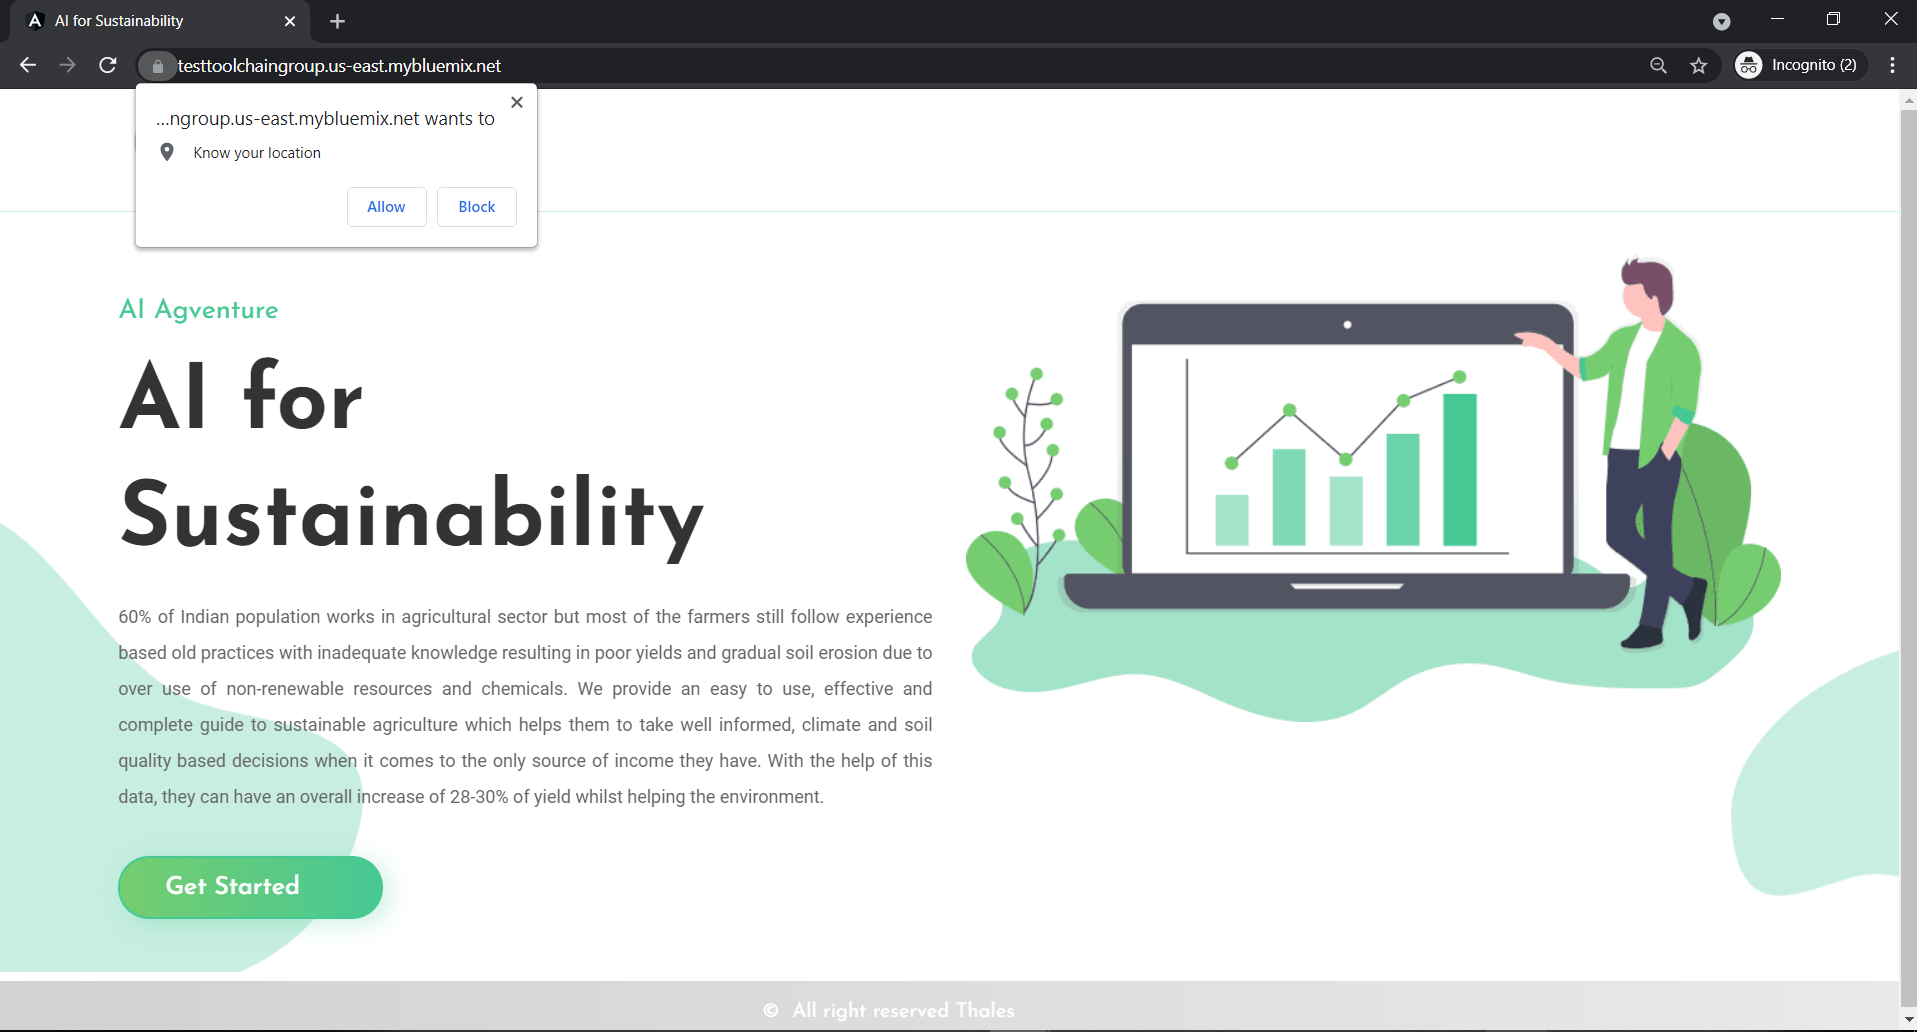 AI for Sustainability
testtoolchaingroup.us-east.mybluemix.net
Incognito (2)
...ngroup.us-east.mybluemix.net wants to
Know your location
Allow
Block
AI Agventure
AI for
Sustainability
60% of Indian population works in agricultural sector but most of the farmers still follow experience
based old practices with inadequate knowledge resulting in poor yields and gradual soil erosion due to
over use of non-renewable resources and chemicals. We provide an easy to use, effective and
complete guide to sustainable agriculture which helps them to take well informed, climate and soil
quality based decisions when it comes to the only source of income they have. With the help of this
data, they can have an overall increase of 28-30% of yield whilst helping the environment.
Get Started
© All right reserved Thales